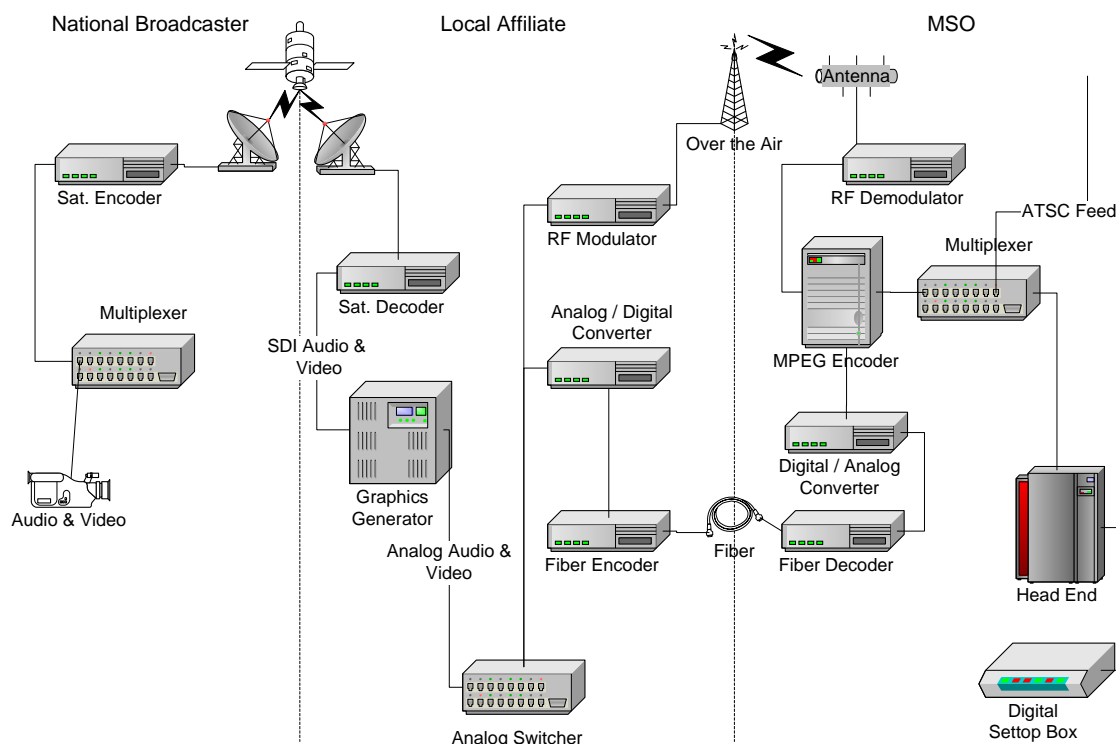 National Broadcaster
Local Affiliate
MSO
Antenna
Over the Air
Sat. Encoder
RF Modulator
RF Demodulator
ATSC Feed
Multiplexer
Sat. Decoder
Multiplexer
Analog / Digital
Converter
SDI Audio &
Video
MPEG Encoder
Digital / Analog
Converter
Graphics
Generator
Audio & Video
Analog Audio &
Video
Fiber Encoder
Fiber
Fiber Decoder
Head End
Analog Switcher
Digital
Settop Box